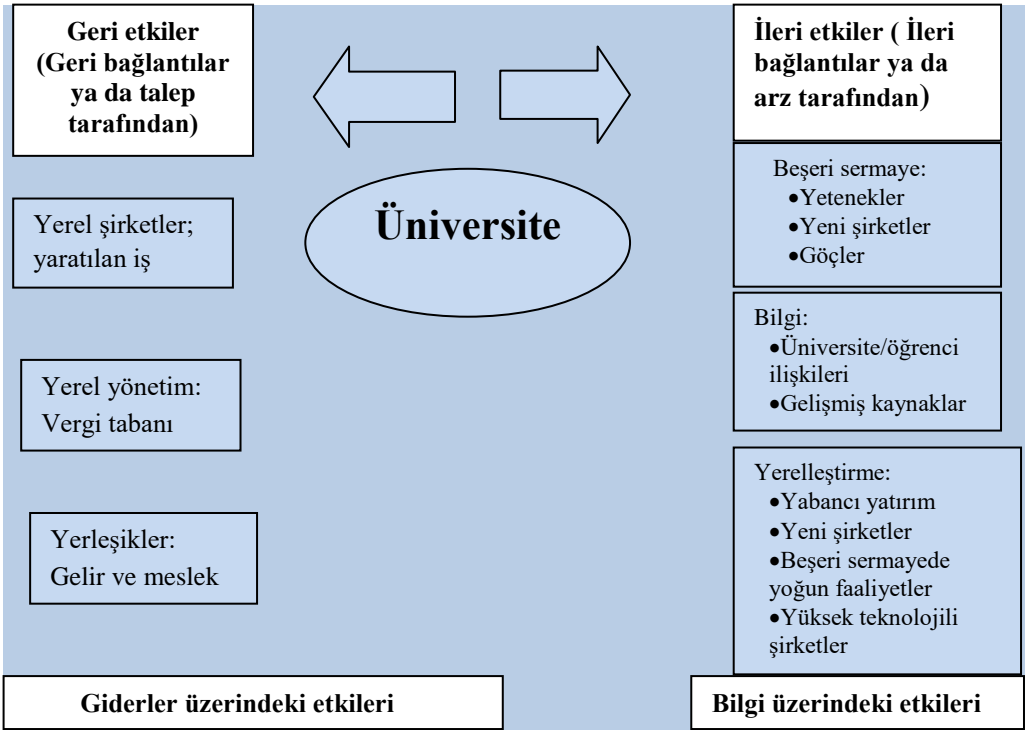 Geri etkiler
(Geri bağlantılar
ya da talep
tarafından)
İleri etkiler ( İleri
bağlantılar ya da
arz tarafından)
Üniversite
Yerel şirketler;
yaratılan iş
Yerel yönetim:
Vergi tabanı
Yerleşikler:
Gelir ve meslek
Beşeri sermaye:
•Yetenekler
•Yeni şirketler
•Göçler
Bilgi:
•Üniversite/öğrenci
ilişkileri
•Gelişmiş kaynaklar
Yerelleştirme:
•Yabancı yatırım
•Yeni şirketler
•Beşeri sermayede
yoğun faaliyetler
•Yüksek teknolojili
şirketler
Giderler üzerindeki etkileri
Bilgi üzerindeki etkileri